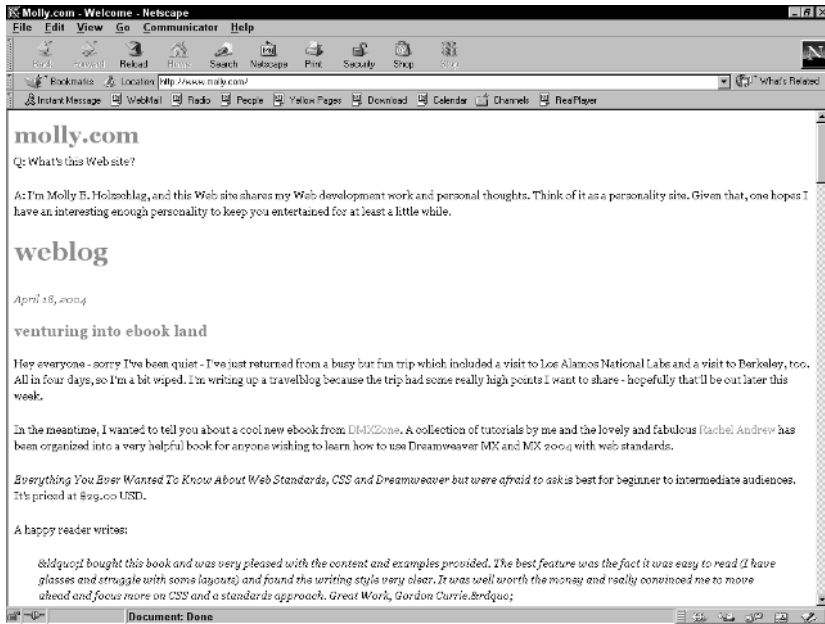 Molly.com - Welcome - Netscape
File Edit View Go Communicator Help
Back Forward Reload Home Search Netscape Print Security Shop Stop
Bookmarks Location: http://www.molly.com/ What's Related
Instant Message WebMail Radio People Yellow Pages Download Calendar Channels RealPlayer
molly.com
Q: What's this Web site?
A: I'm Molly E. Holzschlag, and this Web site shares my Web development work and personal thoughts. Think of it as a personality site. Given that, one hopes I
have an interesting enough personality to keep you entertained for at least a little while.
weblog
April 18, 2004
venturing into ebook land
Hey everyone - sorry I've been quiet - I've just returned from a busy but fun trip which included a visit to Los Alamos National Labs and a visit to Berkeley, too.
All in four days, so I'm a bit wiped. I'm writing up a travelblog because the trip had some really high points I want to share - hopefully that'll be out later this
week.
In the meantime, I wanted to tell you about a cool new ebook from DMXZone. A collection of tutorials by me and the lovely and fabulous Rachel Andrew has
been organized into a very helpful book for anyone wishing to learn how to use Dreamweaver MX and MX 2004 with web standards.
Everything You Ever Wanted To Know About Web Standards, CSS and Dreamweaver but were afraid to ask is best for beginner to intermediate audiences.
It's priced at $29.00 USD.
A happy reader writes:
&ldquo;I bought this book and was very pleased with the content and examples provided. The best feature was the fact it was easy to read (I have
glasses and struggle with some layouts) and found the writing style very clear. It was well worth the money and really convinced me to move
ahead and focus more on CSS and a standards approach. Great Work, Gordon Currie.&rdquo;
Document: Done